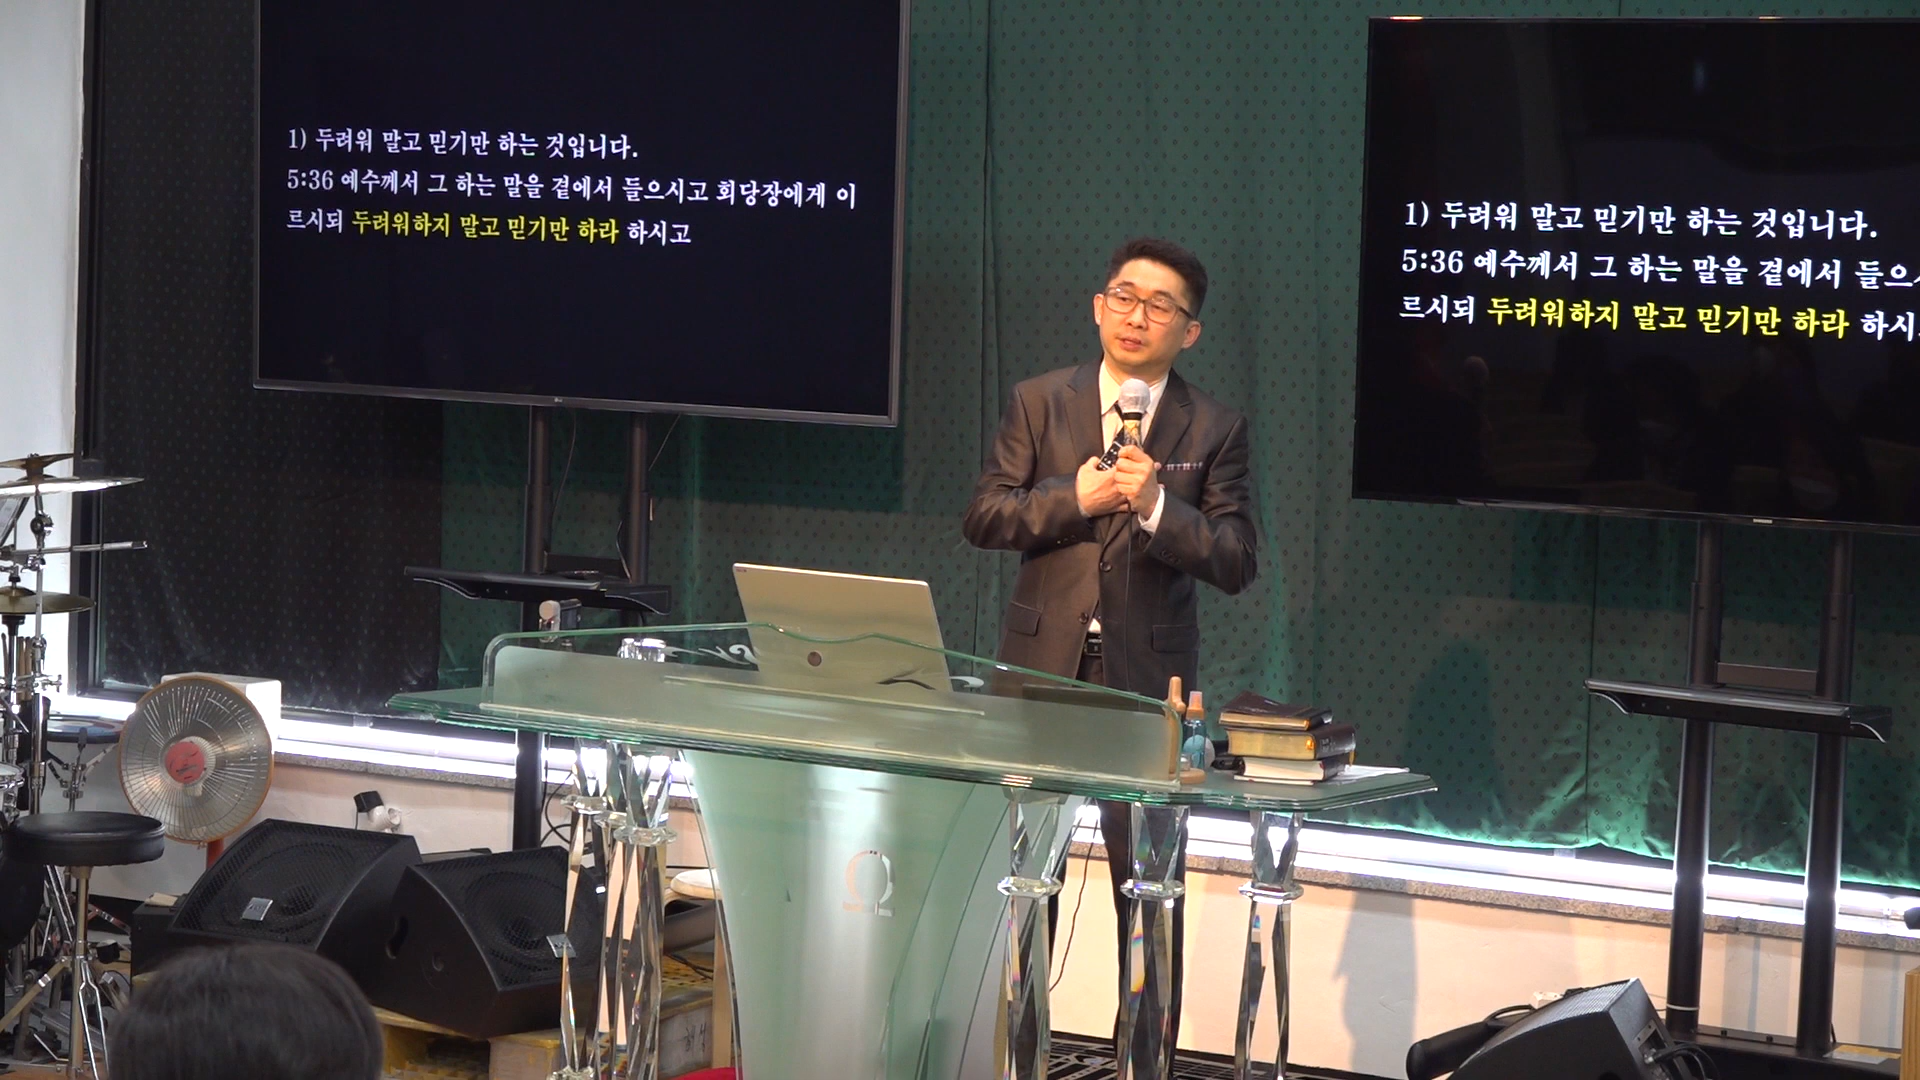 1) 두려워 말고 믿기만 하는 것입니다.
5:36 예수께서 그 하는 말을 곁에서 들으시고 회당장에게 이
르시되 두려워하지 말고 믿기만 하라 하시고
1) 두려워 말고 믿기만 하는 것입니다.
5:36 예수께서 그 하는 말을 곁에서 들으시
르시되 두려워하지 말고 믿기만 하라 하시
Ω